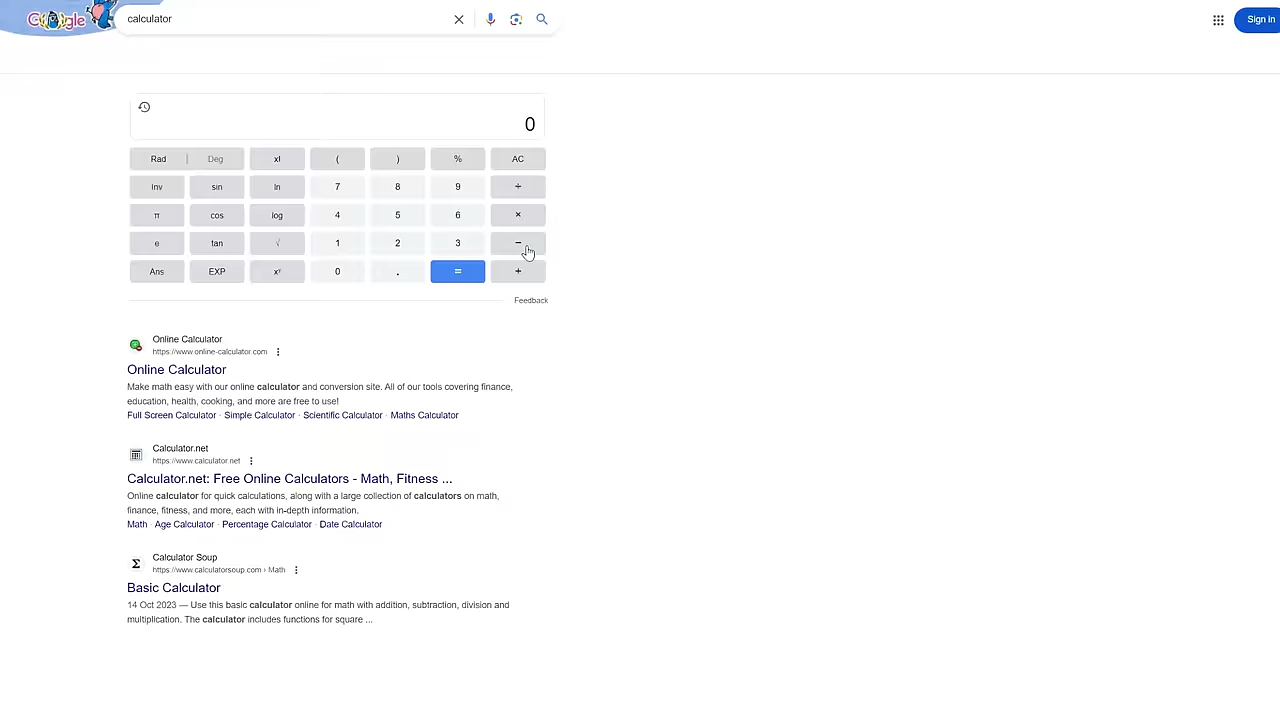 Google
calculator
Sign in
0
Rad | Deg x! ( ) % AC
Inv sin ln 7 8 9 ÷
π cos log 4 5 6 ×
e tan √ 1 2 3 −
Ans EXP xʸ 0 . = +
Feedback
Online Calculator
https://www.online-calculator.com
Online Calculator
Make math easy with our online calculator and conversion site. All of our tools covering finance,
education, health, cooking, and more are free to use!
Full Screen Calculator · Simple Calculator · Scientific Calculator · Maths Calculator
Calculator.net
https://www.calculator.net
Calculator.net: Free Online Calculators - Math, Fitness ...
Online calculator for quick calculations, along with a large collection of calculators on math,
finance, fitness, and more, each with in-depth information.
Math · Age Calculator · Percentage Calculator · Date Calculator
Calculator Soup
https://www.calculatorsoup.com › Math
Basic Calculator
14 Oct 2023 — Use this basic calculator online for math with addition, subtraction, division and
multiplication. The calculator includes functions for square ...